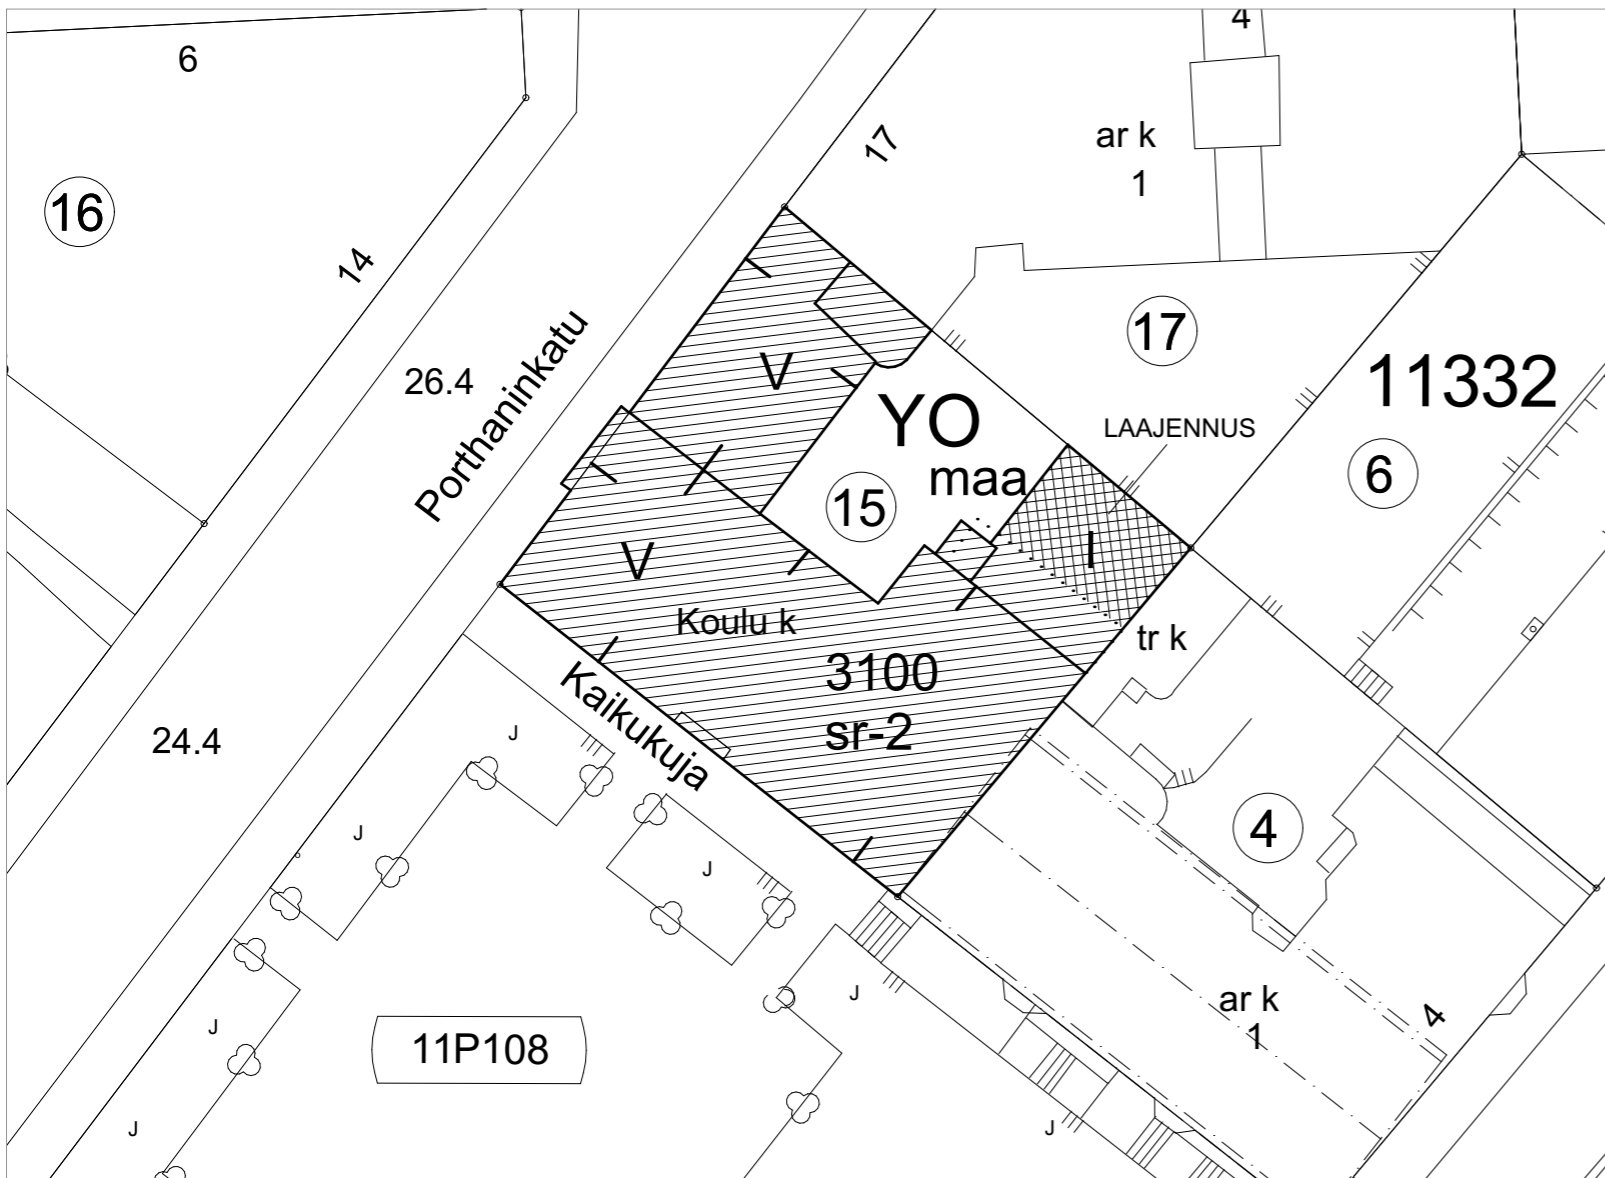 6
4
17
ar k
1
16
14
17
26.4
Porthaninkatu
V
YO
maa
15
LAAJENNUS
11332
6
I
V
Koulu k
3100
sr-2
tr k
Kaikukuja
24.4
J
J
J
4
ar k
1
4
J
J
11P108
J
J